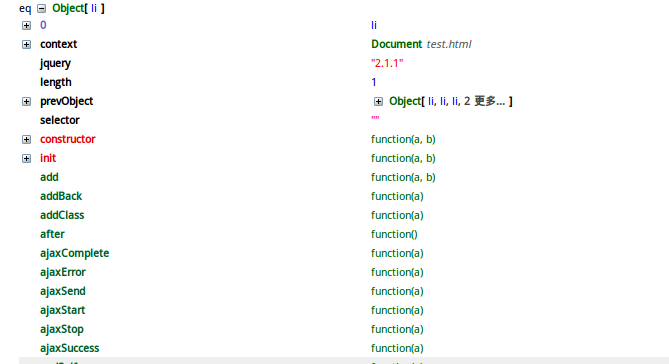 eq Object[ li ]
0 li
context Document test.html
jquery "2.1.1"
length 1
prevObject Object[ li, li, li, 2 更多... ]
selector ""
constructor function(a, b)
init function(a, b)
add function(a, b)
addBack function(a)
addClass function(a)
after function()
ajaxComplete function(a)
ajaxError function(a)
ajaxSend function(a)
ajaxStart function(a)
ajaxStop function(a)
ajaxSuccess function(a)